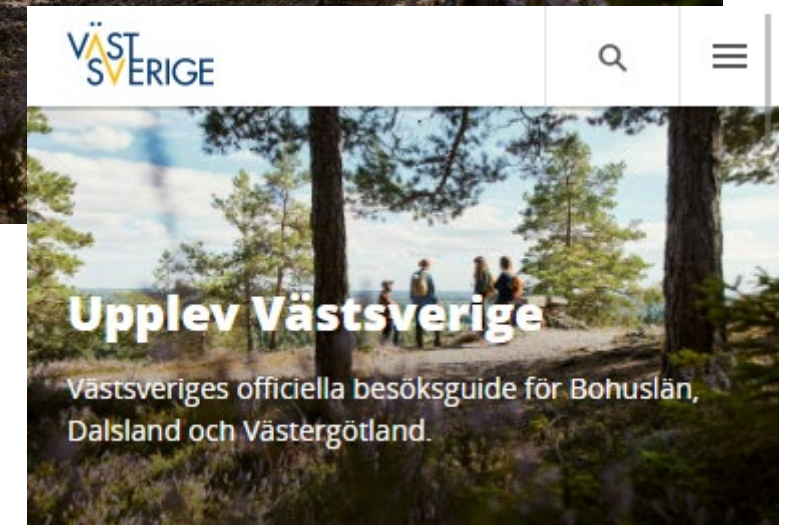 VÄST
SVERIGE
Upplev Västsverige
Västsveriges officiella besöksguide för Bohuslän,
Dalsland och Västergötland.